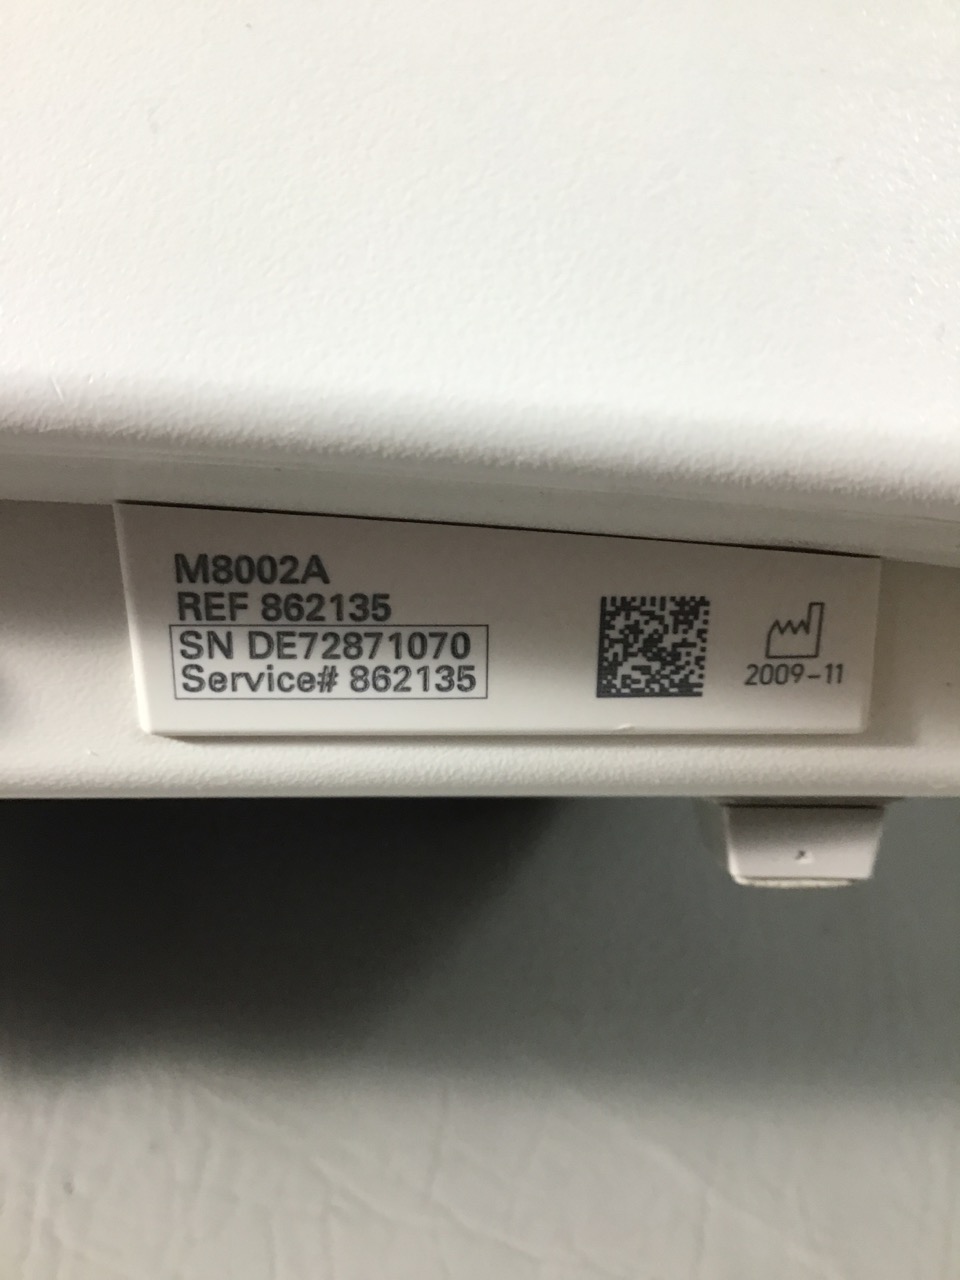 M8002A
REF 862135
SN DE72871070
Service# 862135
2009-11